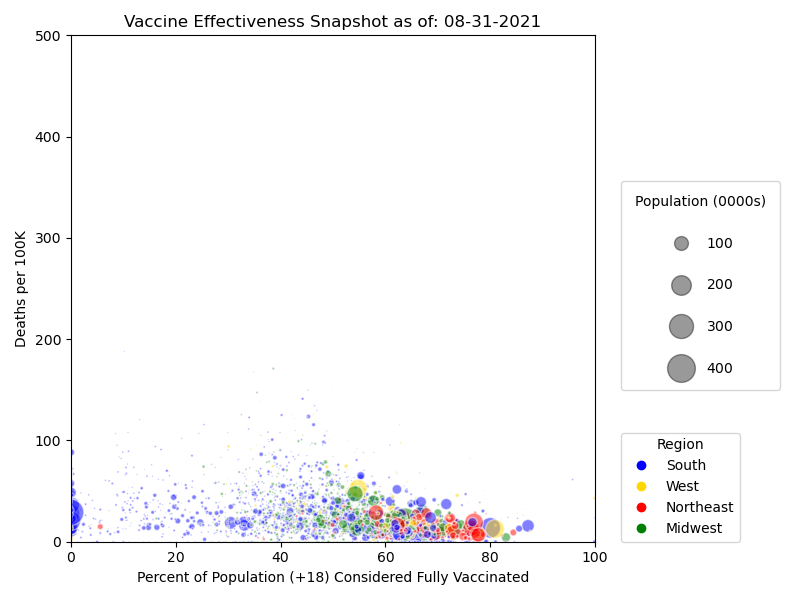 Vaccine Effectiveness Snapshot as of: 08-31-2021
500
400
300
200
100
0
Deaths per 100K
0 20 40 60 80 100
Percent of Population (+18) Considered Fully Vaccinated
Population (0000s)
100
200
300
400
Region
South
West
Northeast
Midwest